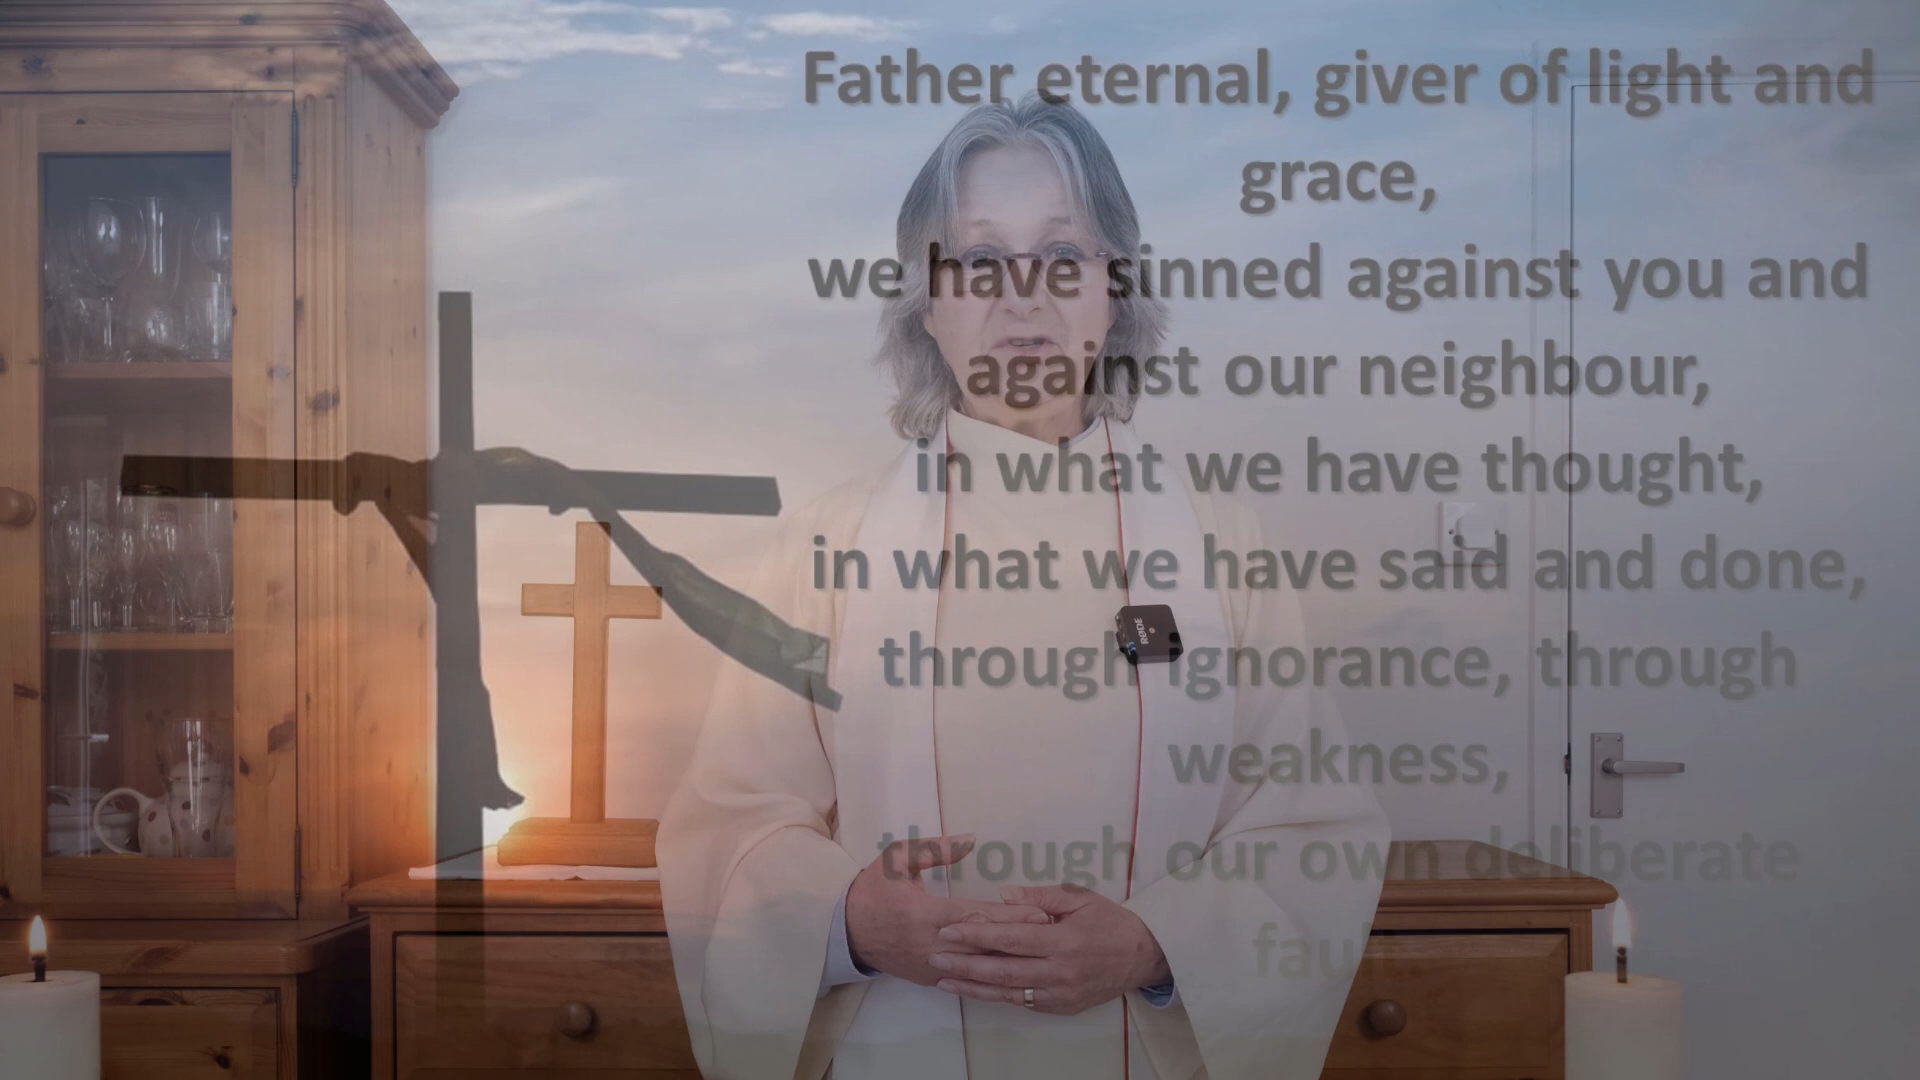 Father eternal, giver of light and
grace,
we have sinned against you and
against our neighbour,
in what we have thought,
in what we have said and done,
through ignorance, through
weakness,
through our own deliberate
fault.
RØDE